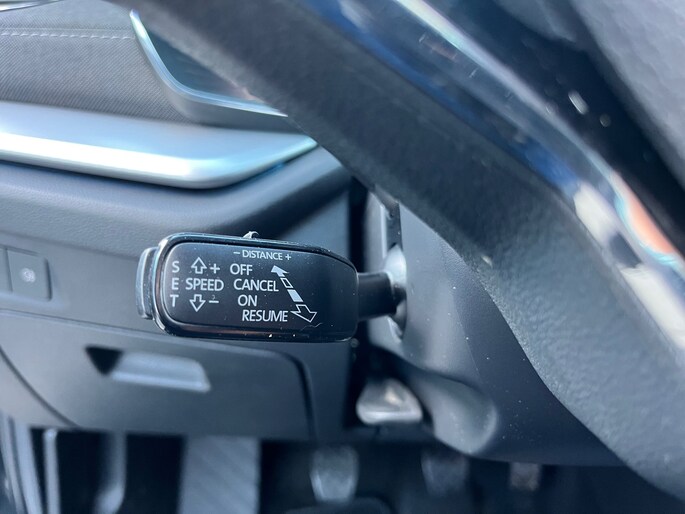 – DISTANCE +
S + OFF
E SPEED CANCEL
T – ON
RESUME